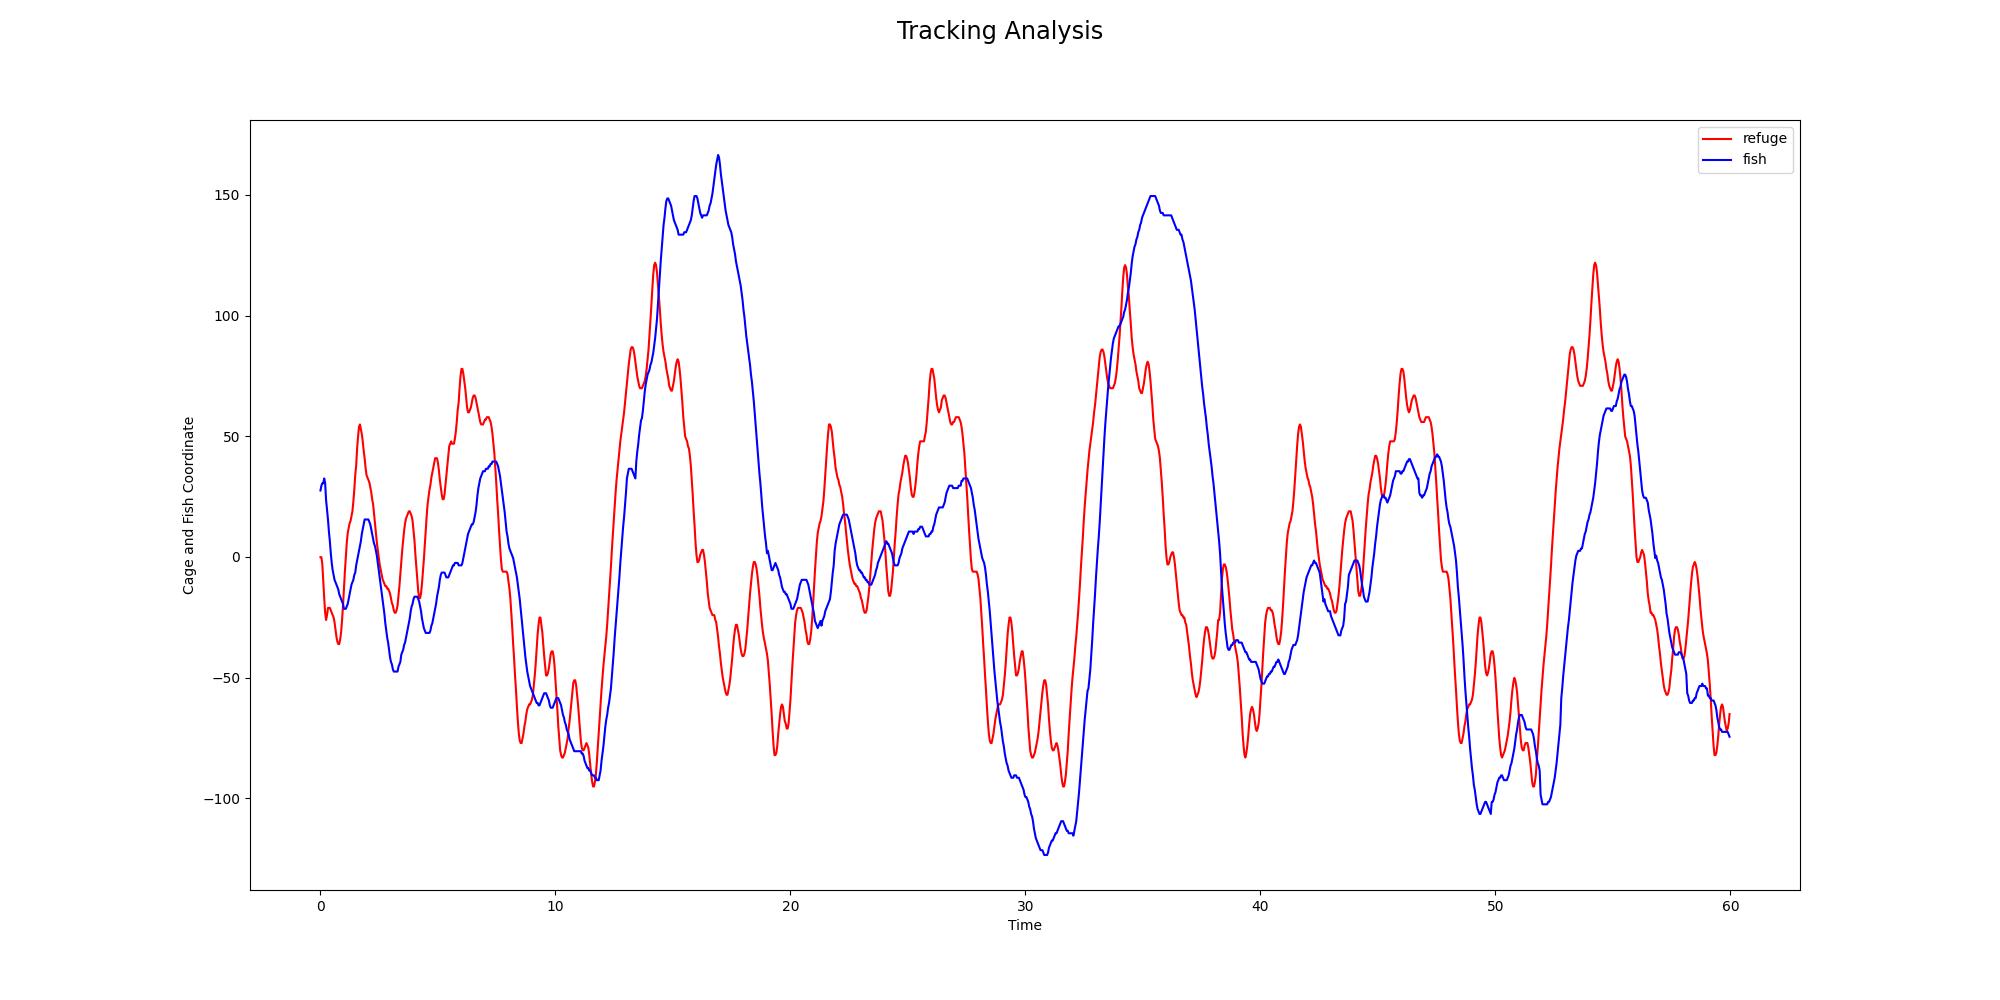 Tracking Analysis
refuge
fish
Cage and Fish Coordinate
150
100
50
0
−50
−100
0
10
20
30
40
50
60
Time